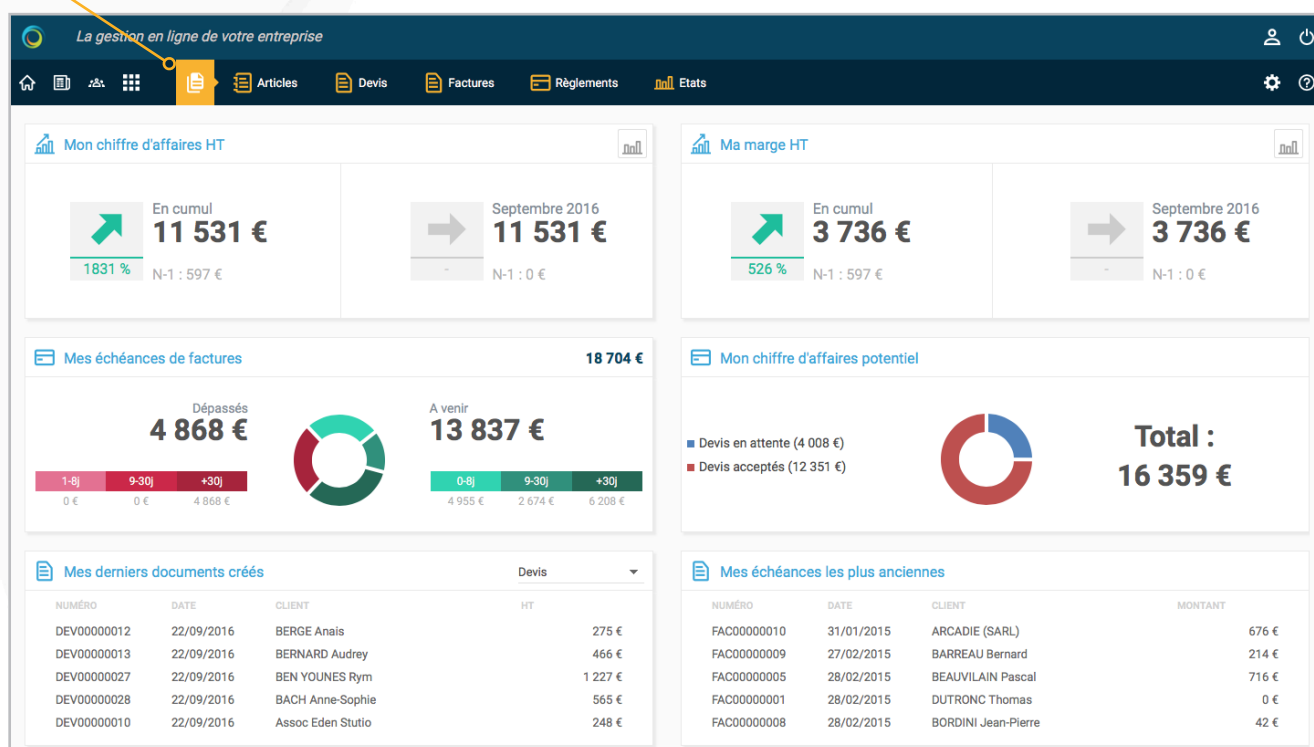 La gestion en ligne de votre entreprise
Articles Devis Factures Règlements Etats
Mon chiffre d'affaires HT
En cumul
11 531 €
1831 %
N-1 : 597 €
Septembre 2016
11 531 €
-
N-1 : 0 €
Ma marge HT
En cumul
3 736 €
526 %
N-1 : 597 €
Septembre 2016
3 736 €
-
N-1 : 0 €
Mes échéances de factures 18 704 €
Dépassés
4 868 €
1-8j 9-30j +30j
0 € 0 € 4 868 €
A venir
13 837 €
0-8j 9-30j +30j
4 955 € 2 674 € 6 208 €
Mon chiffre d'affaires potentiel
Devis en attente (4 008 €)
Devis acceptés (12 351 €)
Total :
16 359 €
Mes derniers documents créés Devis
NUMÉRO DATE CLIENT HT
DEV00000012 22/09/2016 BERGE Anais 275 €
DEV00000013 22/09/2016 BERNARD Audrey 466 €
DEV00000027 22/09/2016 BEN YOUNES Rym 1 227 €
DEV00000028 22/09/2016 BACH Anne-Sophie 565 €
DEV00000010 22/09/2016 Assoc Eden Stutio 248 €
Mes échéances les plus anciennes
NUMÉRO DATE CLIENT MONTANT
FAC00000010 31/01/2015 ARCADIE (SARL) 676 €
FAC00000009 27/02/2015 BARREAU Bernard 214 €
FAC00000005 28/02/2015 BEAUVILAIN Pascal 716 €
FAC00000001 28/02/2015 DUTRONC Thomas 0 €
FAC00000008 28/02/2015 BORDINI Jean-Pierre 42 €